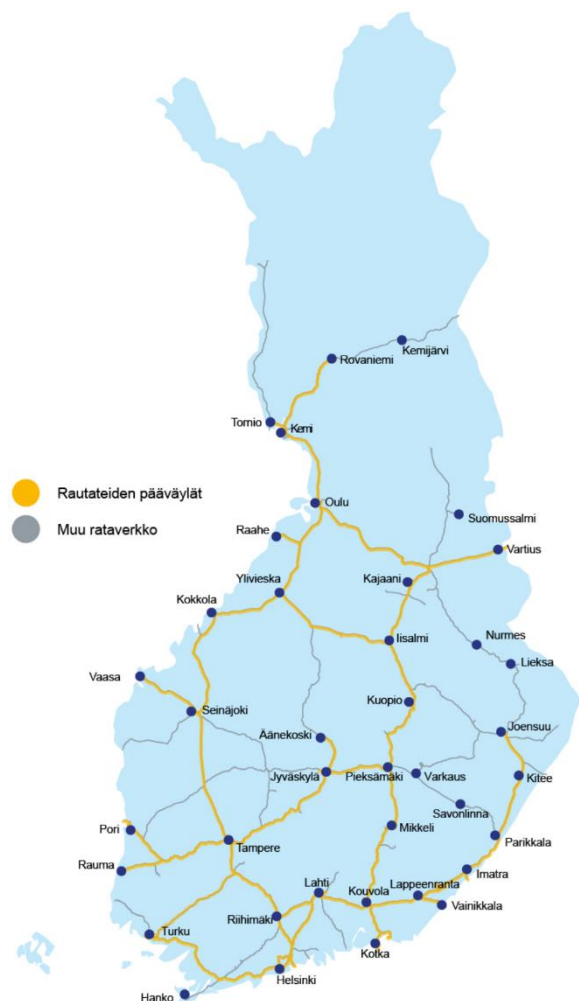 Rovaniemi
Kemijärvi
Tornio
Kemi
Rautateiden pääväylät
Muu rataverkko
Oulu
Suomussalmi
Raahe
Vartius
Ylivieska
Kajaani
Kokkola
Iisalmi
Nurmes
Lieksa
Vaasa
Kuopio
Seinäjoki
Joensuu
Äänekoski
Jyväskylä
Pieksämäki
Varkaus
Kitee
Savonlinna
Pori
Mikkeli
Tampere
Parikkala
Rauma
Imatra
Lahti
Lappeenranta
Kouvola
Vainikkala
Riihimäki
Turku
Kotka
Helsinki
Hanko